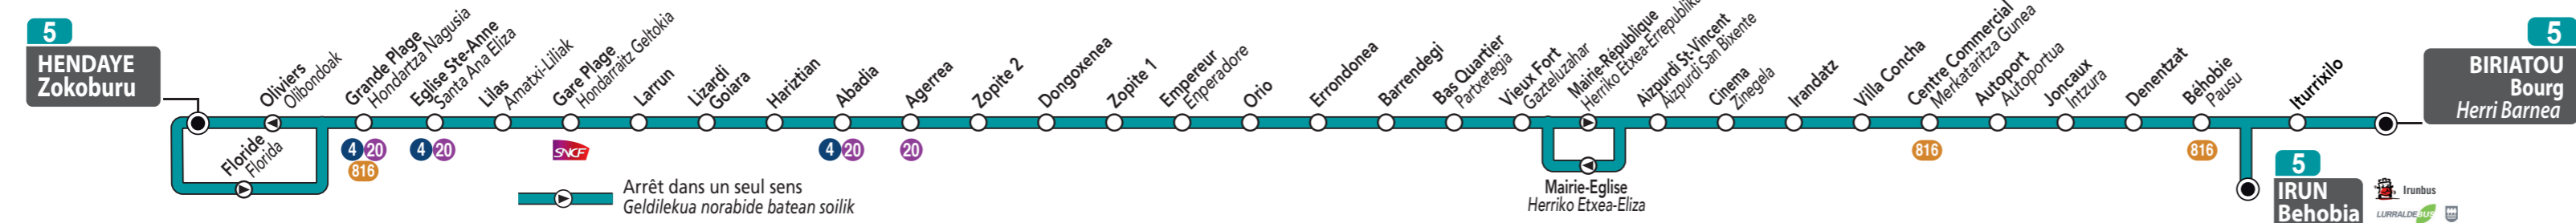 5
HENDAYE
Zokoburu
Oliviers
Olibondoak
Floride
Florida
Grande Plage
Hondartza Nagusia
4 20
816
Eglise Ste-Anne
Santa Ana Eliza
4 20
Lilas
Amatxi-Liliak
Gare Plage
Hondarraitz Geltokia
SNCF
Larrun
Lizardi
Goiara
Hariztian
Abadia
4 20
Agerrea
20
Zopite 2
Dongoxenea
Zopite 1
Empereur
Enperadore
Orio
Errondonea
Barrendegi
Bas Quartier
Partxetegia
Vieux Fort
Gazteluzahar
Mairie-République
Herriko Etxea-Errepublika
Mairie-Eglise
Herriko Etxea-Eliza
Aizpurdi St-Vincent
Aizpurdi San Bixente
Cinema
Zinegela
Irandatz
Villa Concha
Centre Commercial
Merkataritza Gunea
816
Autoport
Autoportua
Joncaux
Intzura
Denentzat
Béhobie
Pausu
816
Iturrixilo
5
BIRIATOU
Bourg
Herri Barnea
5
IRUN
Behobia
Irunbus
LURRALDEBUS
Arrêt dans un seul sens
Geldilekua norabide batean soilik